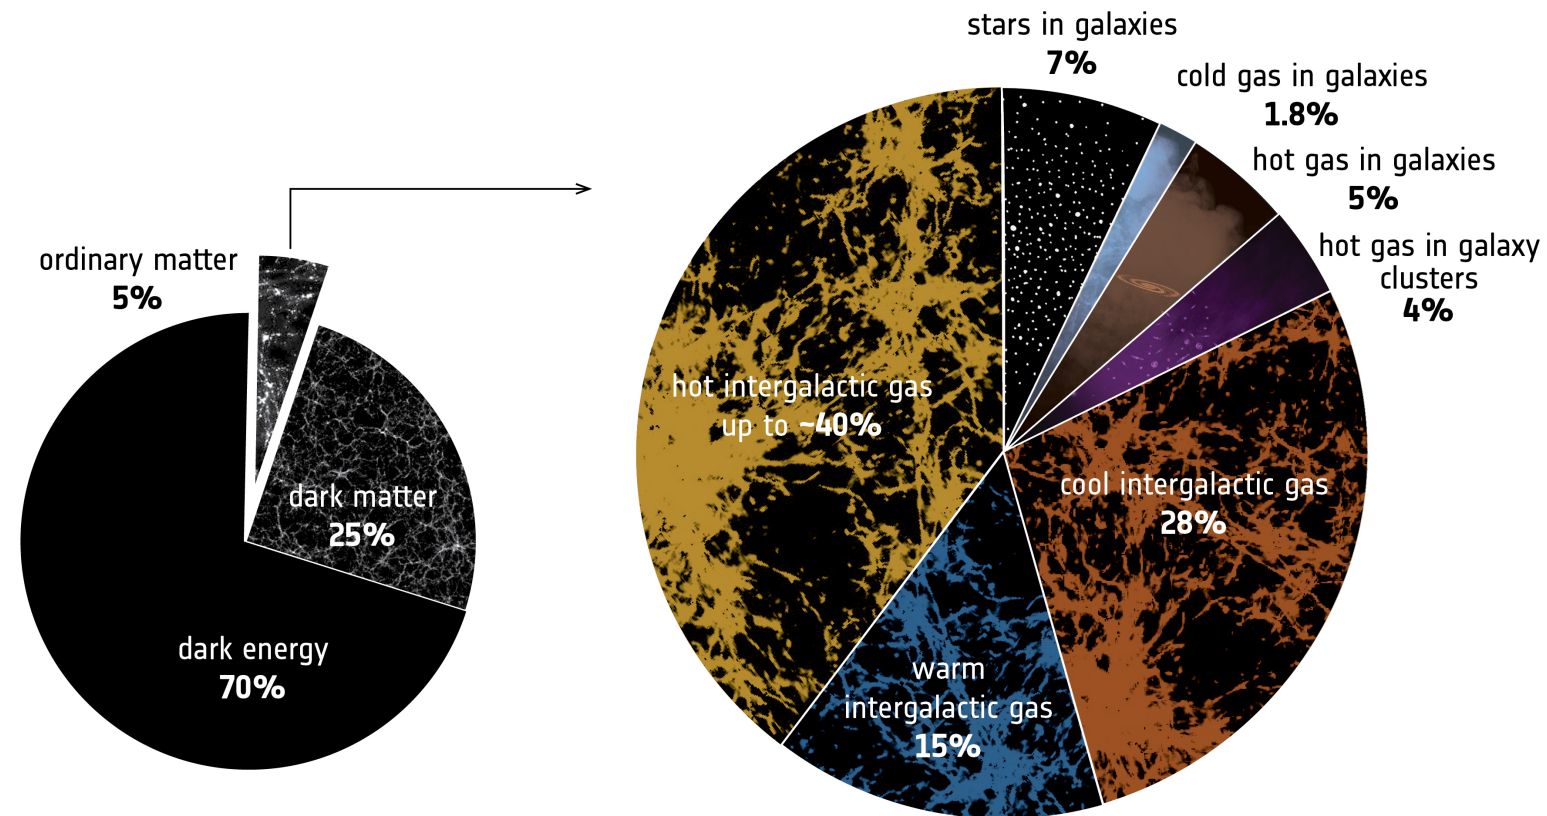 ordinary matter
5%
dark matter
25%
dark energy
70%
stars in galaxies
7%
cold gas in galaxies
1.8%
hot gas in galaxies
5%
hot gas in galaxy
clusters
4%
hot intergalactic gas
up to ~40%
cool intergalactic gas
28%
warm
intergalactic gas
15%